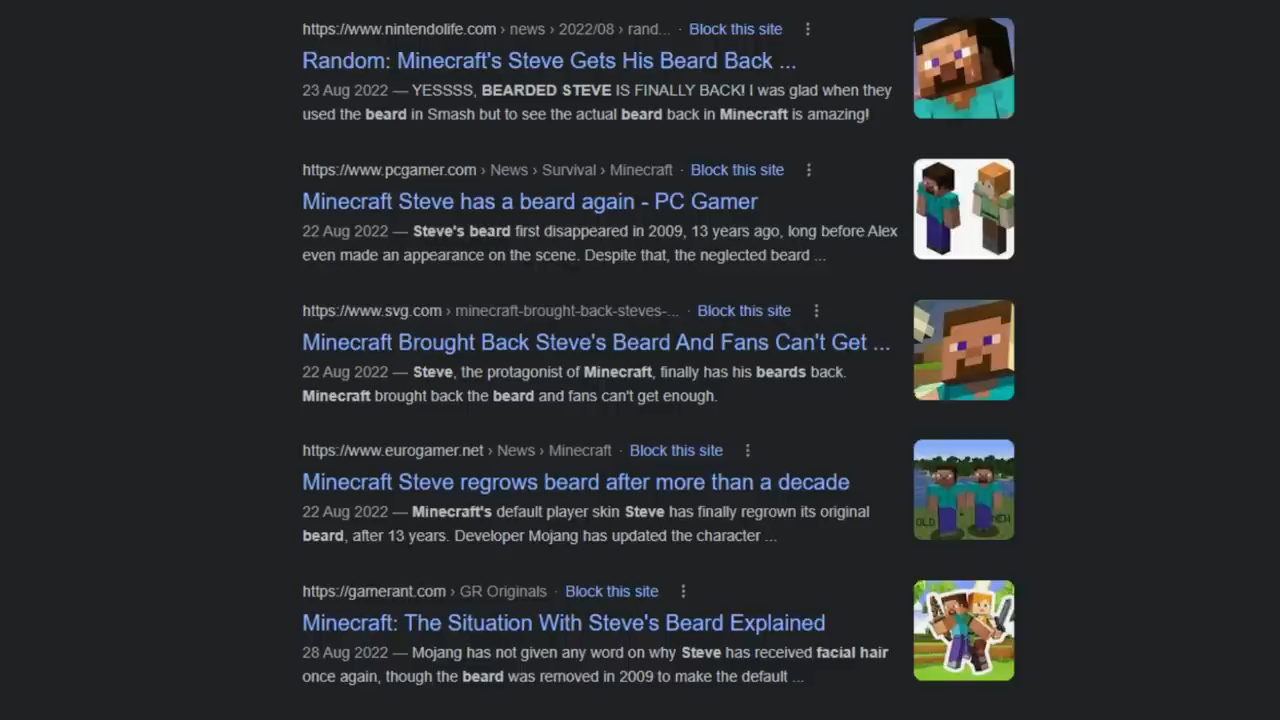 https://www.nintendolife.com › news › 2022/08 › rand... · Block this site
Random: Minecraft's Steve Gets His Beard Back ...
23 Aug 2022 — YESSSS, BEARDED STEVE IS FINALLY BACK! I was glad when they
used the beard in Smash but to see the actual beard back in Minecraft is amazing!
https://www.pcgamer.com › News › Survival › Minecraft · Block this site
Minecraft Steve has a beard again - PC Gamer
22 Aug 2022 — Steve's beard first disappeared in 2009, 13 years ago, long before Alex
even made an appearance on the scene. Despite that, the neglected beard ...
https://www.svg.com › minecraft-brought-back-steves-... · Block this site
Minecraft Brought Back Steve's Beard And Fans Can't Get ...
22 Aug 2022 — Steve, the protagonist of Minecraft, finally has his beards back.
Minecraft brought back the beard and fans can't get enough.
https://www.eurogamer.net › News › Minecraft · Block this site
Minecraft Steve regrows beard after more than a decade
22 Aug 2022 — Minecraft's default player skin Steve has finally regrown its original
beard, after 13 years. Developer Mojang has updated the character ...
OLD
NEW
https://gamerant.com › GR Originals · Block this site
Minecraft: The Situation With Steve's Beard Explained
28 Aug 2022 — Mojang has not given any word on why Steve has received facial hair
once again, though the beard was removed in 2009 to make the default ...